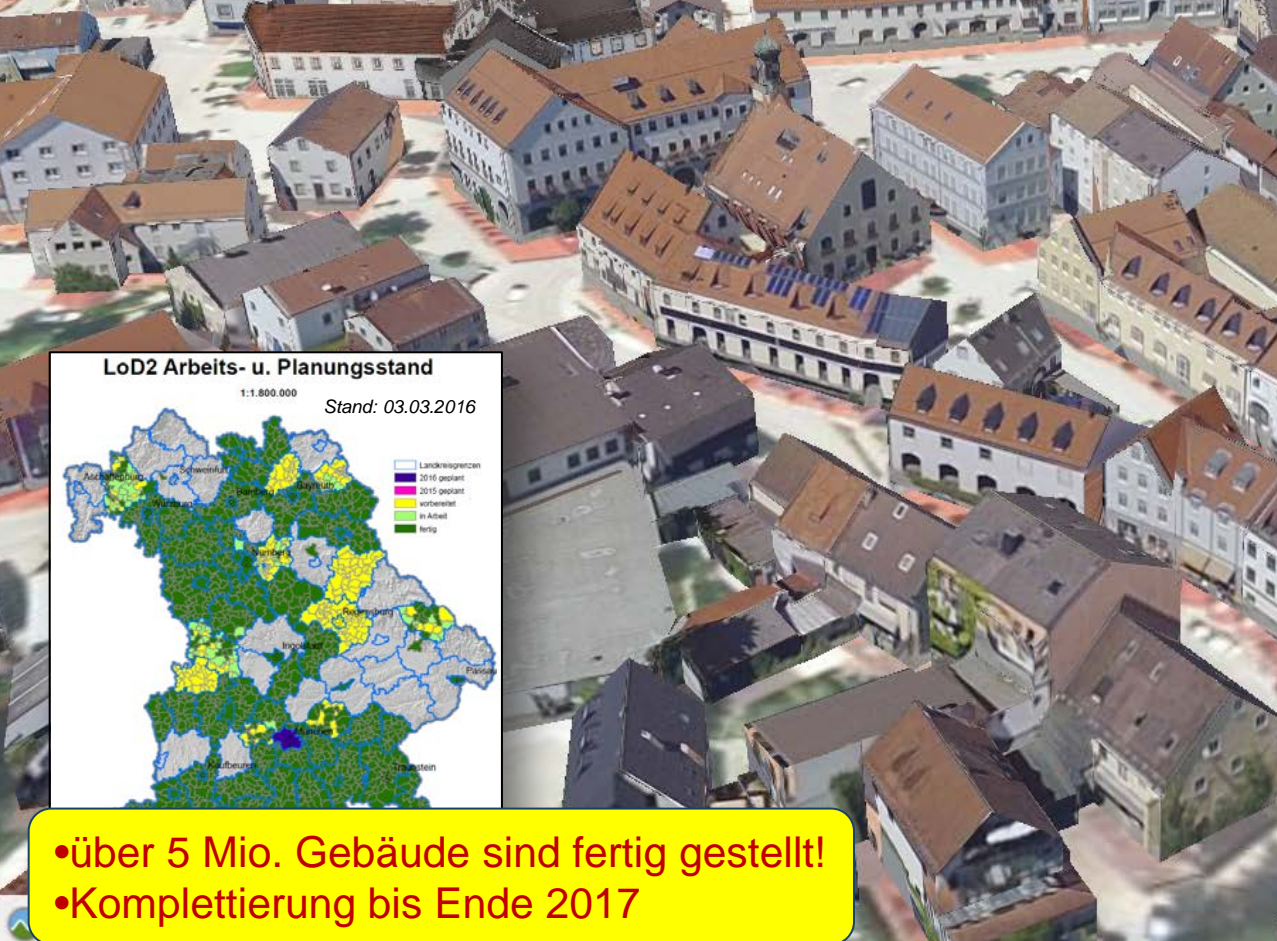 LoD2 Arbeits- u. Planungsstand
1:1.800.000
Stand: 03.03.2016
Landkreisgrenzen
2016 geplant
2015 geplant
vorbereitet
in Arbeit
fertig
Aschaffenburg
Schweinfurt
Würzburg
Bamberg
Bayreuth
Nürnberg
Regensburg
Ingolstadt
Passau
München
Kaufbeuren
Traunstein
•über 5 Mio. Gebäude sind fertig gestellt!
•Komplettierung bis Ende 2017